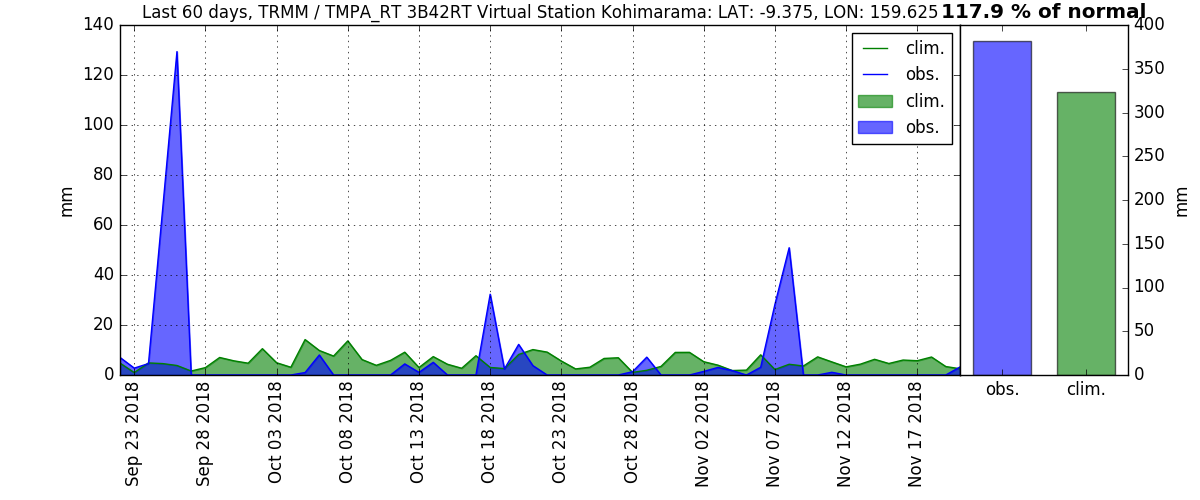 Last 60 days, TRMM / TMPA_RT 3B42RT Virtual Station Kohimarama: LAT: -9.375, LON: 159.625
117.9 % of normal
140
120
100
80
60
40
20
0
mm
clim.
obs.
clim.
obs.
400
350
300
250
200
150
100
50
0
mm
obs.
clim.
Sep 23 2018
Sep 28 2018
Oct 03 2018
Oct 08 2018
Oct 13 2018
Oct 18 2018
Oct 23 2018
Oct 28 2018
Nov 02 2018
Nov 07 2018
Nov 12 2018
Nov 17 2018